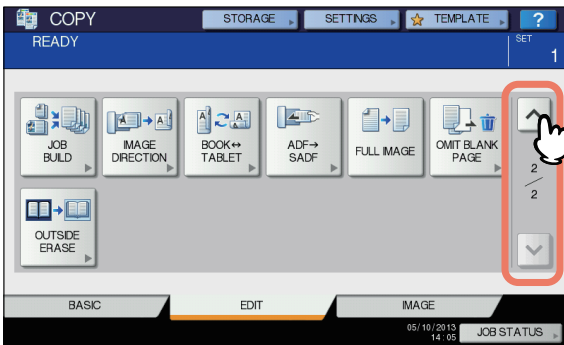 COPY
STORAGE
SETTINGS
TEMPLATE
?
READY
SET
1
JOB
BUILD
IMAGE
DIRECTION
BOOK↔
TABLET
ADF→
SADF
FULL IMAGE
OMIT BLANK
PAGE
2
2
OUTSIDE
ERASE
BASIC
EDIT
IMAGE
05/10/2013
14:05
JOB STATUS